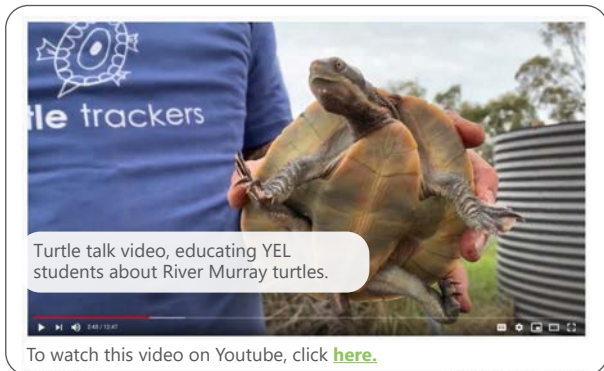 tle trackers
Turtle talk video, educating YEL
students about River Murray turtles.
To watch this video on Youtube, click here.